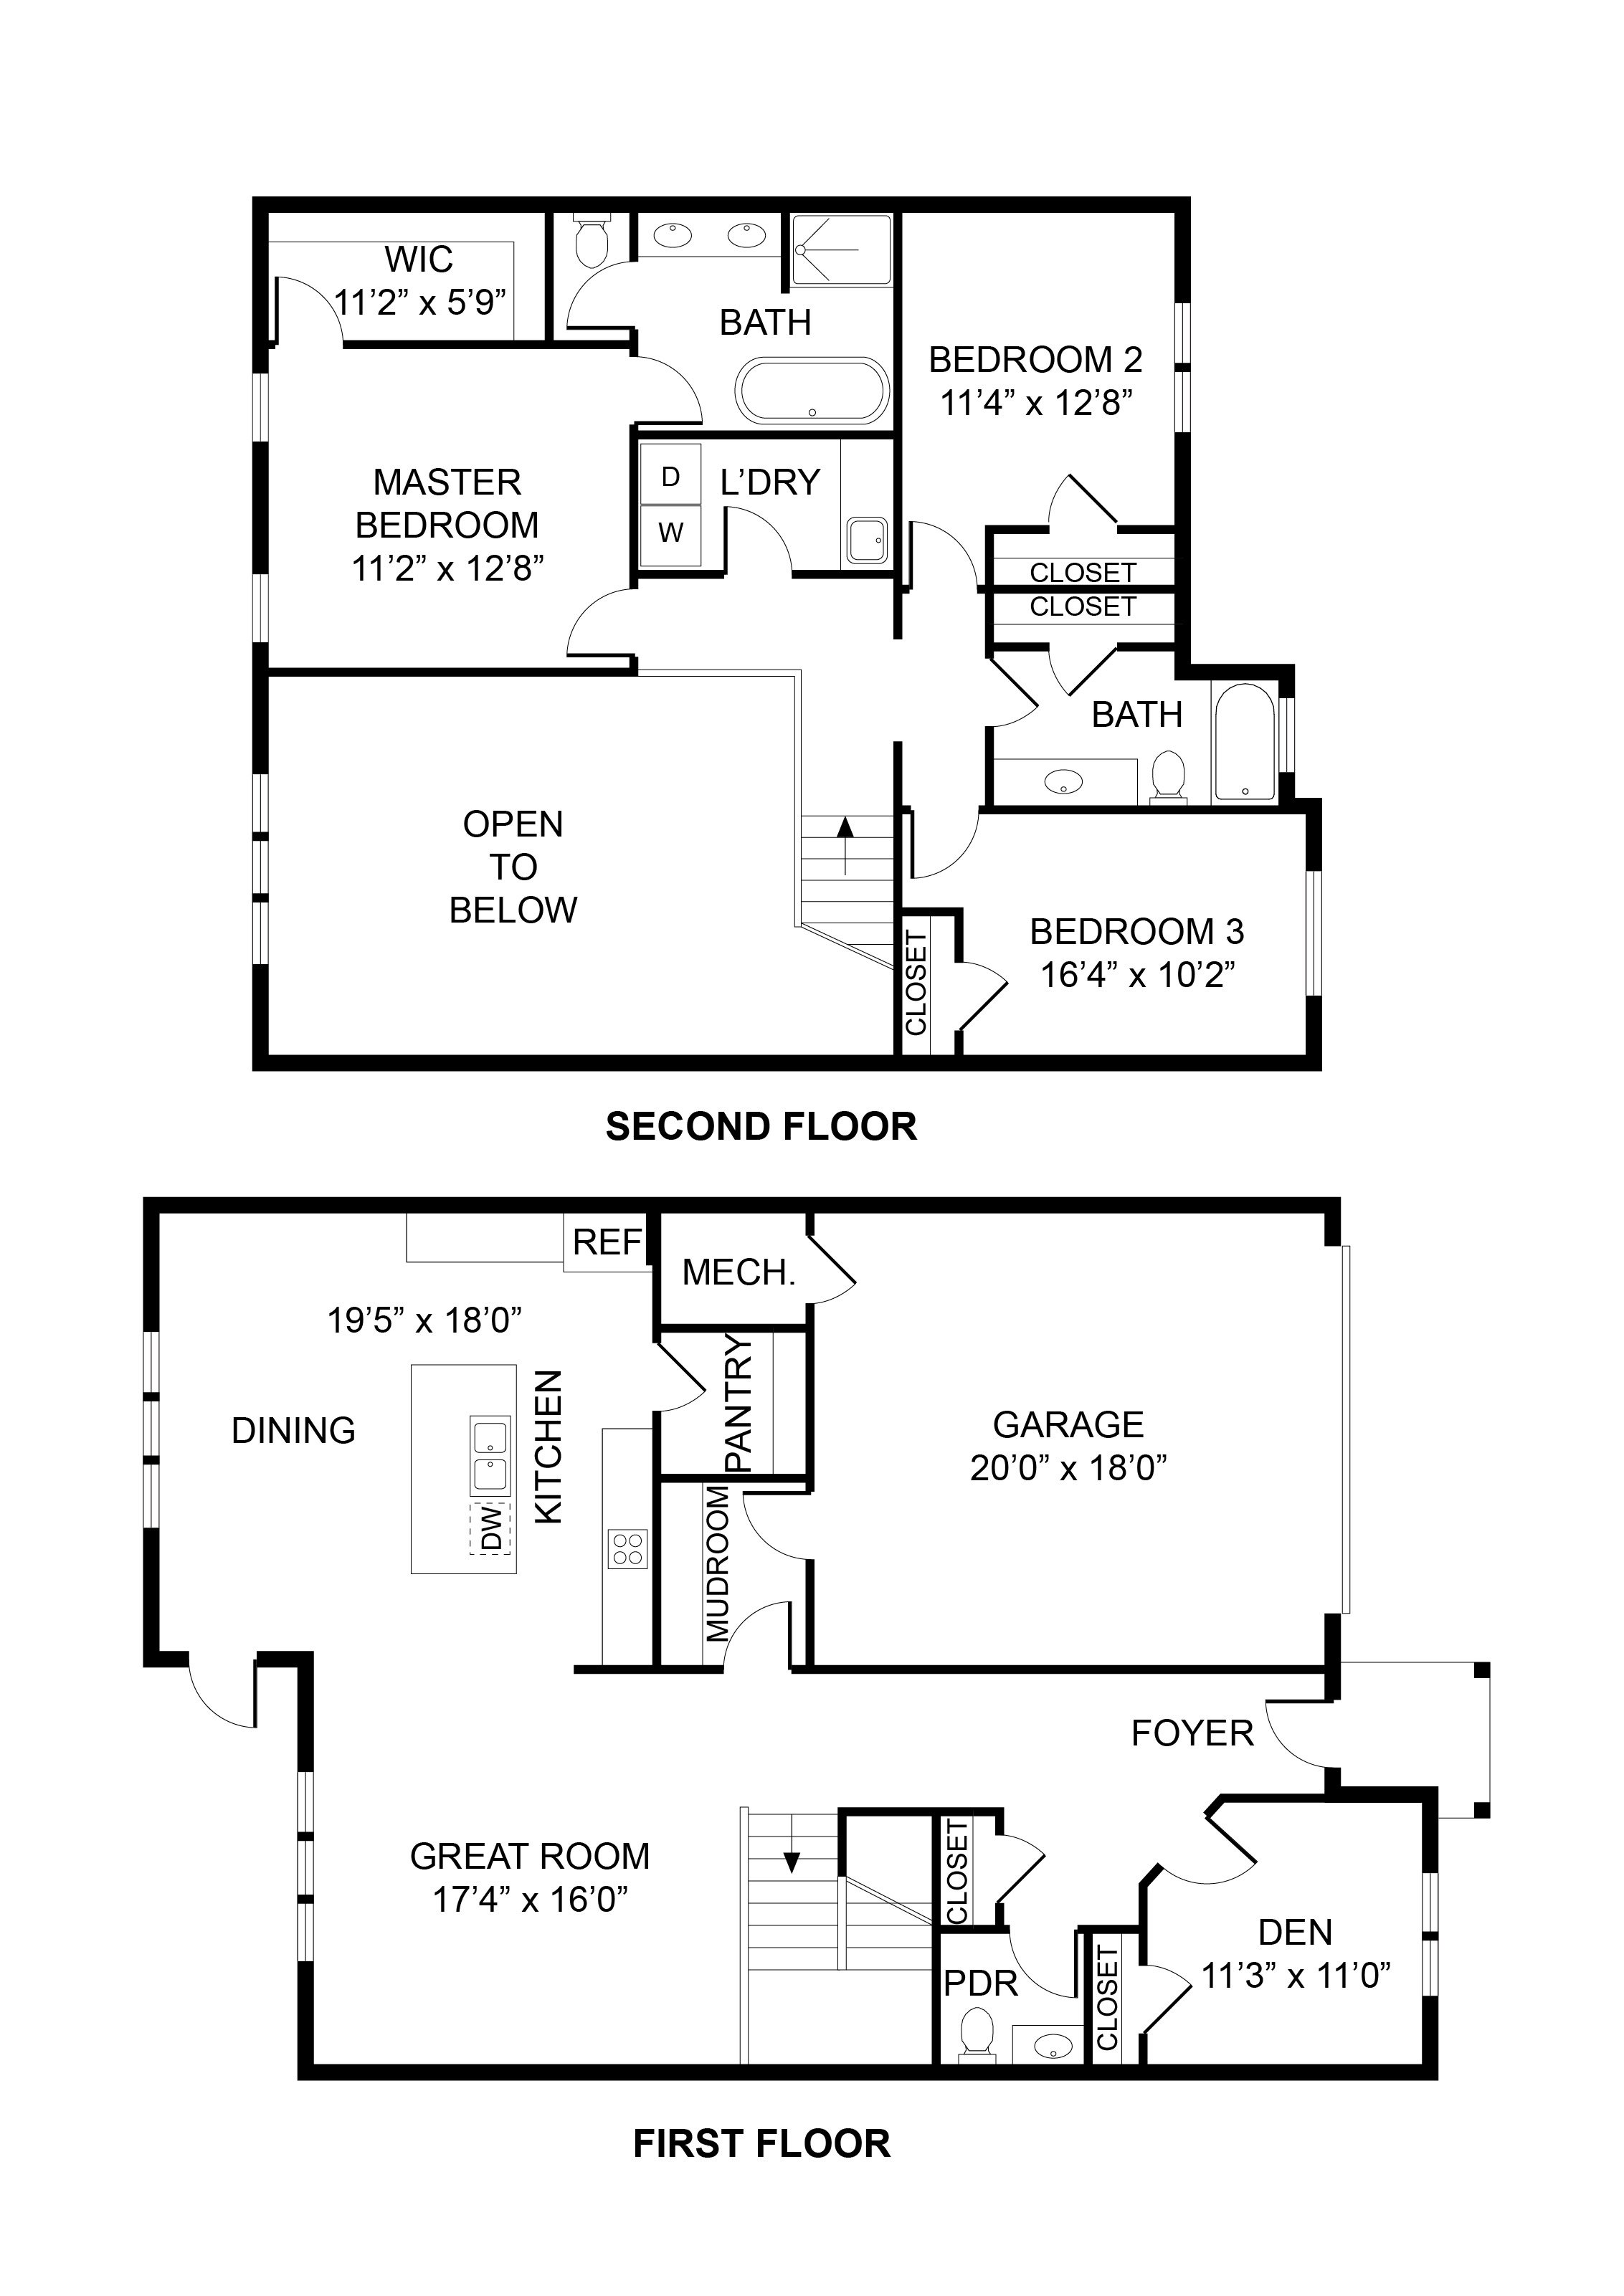 WIC
11’2” x 5’9”
BATH
BEDROOM 2
11’4” x 12’8”
MASTER
BEDROOM
11’2” x 12’8”
D
W
L’DRY
CLOSET
CLOSET
BATH
OPEN
TO
BELOW
BEDROOM 3
16’4” x 10’2”
CLOSET
SECOND FLOOR
REF
MECH.
19’5” x 18’0”
PANTRY
DINING
KITCHEN
DW
GARAGE
20’0” x 18’0”
MUDROOM
FOYER
GREAT ROOM
17’4” x 16’0”
CLOSET
DEN
11’3” x 11’0”
PDR
CLOSET
FIRST FLOOR